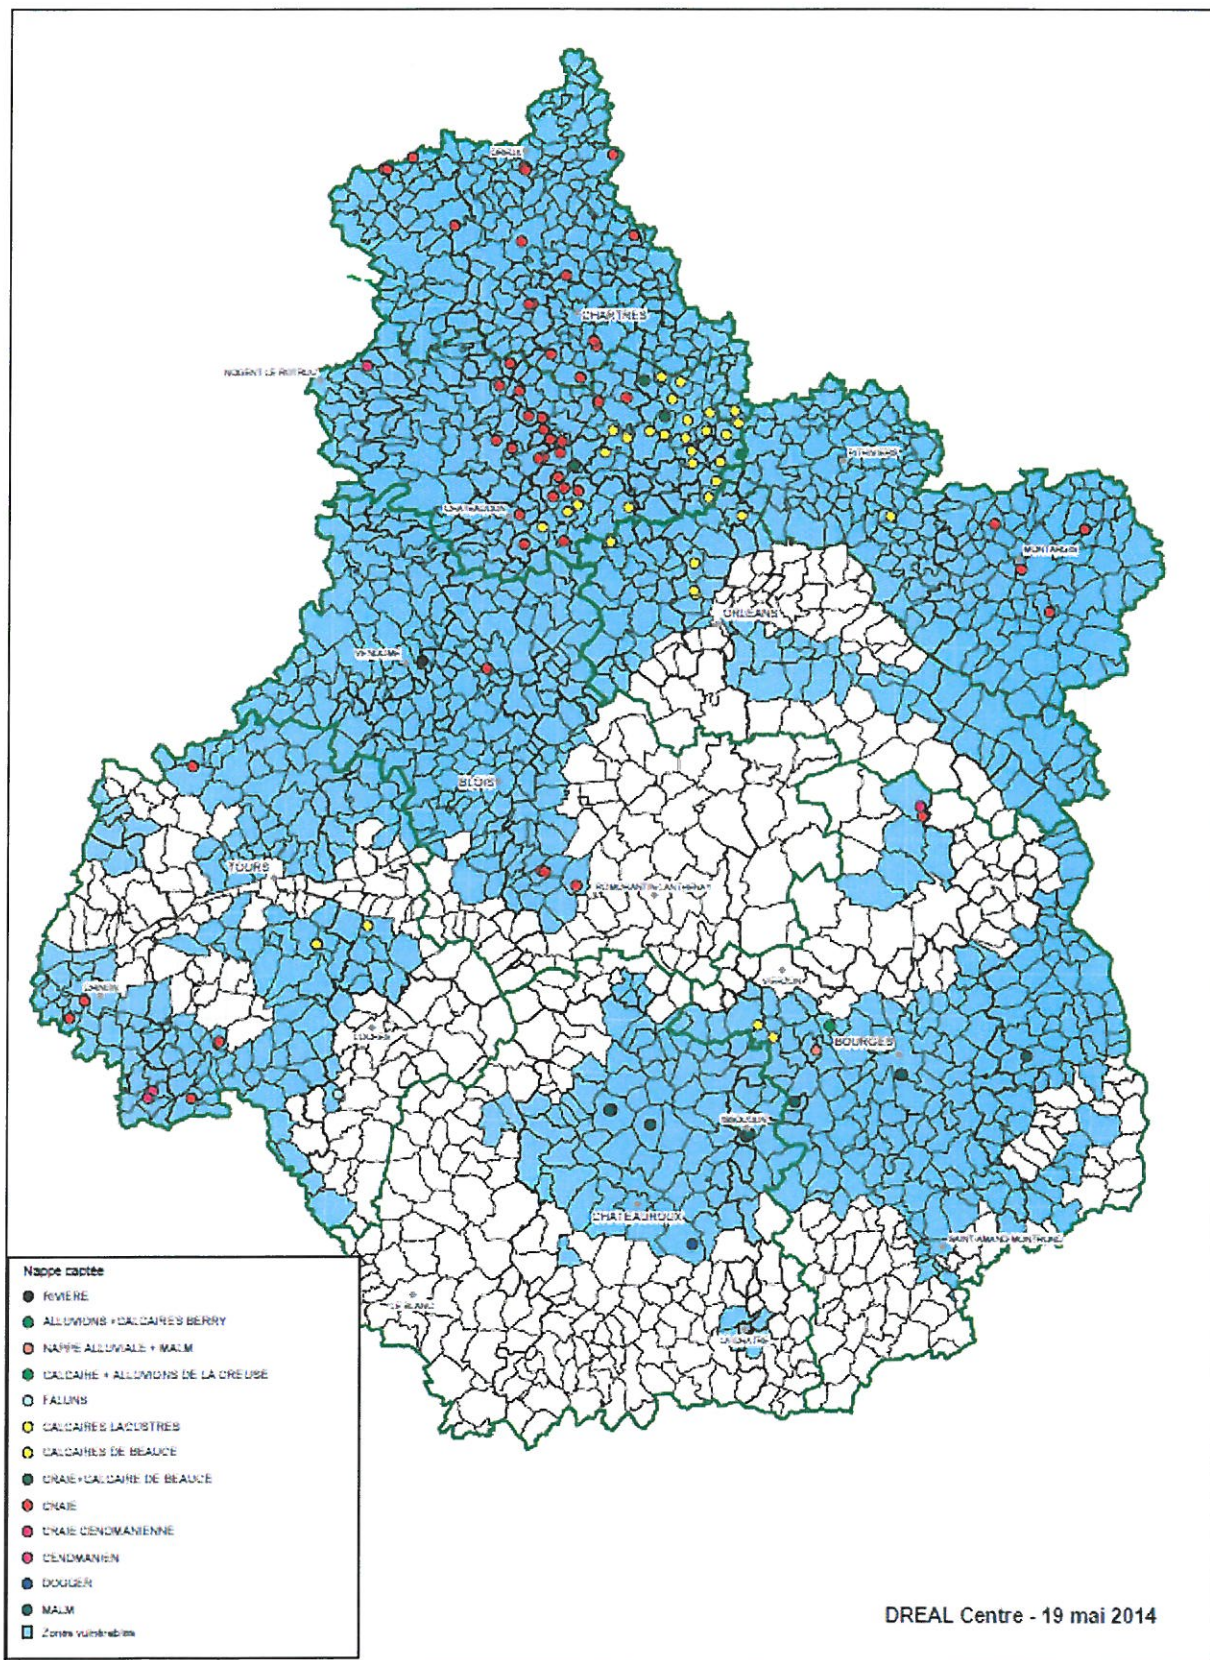 DREUX
CHARTRES
NOGENT-LE-ROTROU
PITHIVIERS
CHATEAUDUN
MONTARGIS
ORLEANS
VENDOME
BLOIS
TOURS
ROMORANTIN-LANTHENAY
VIERZON
CHINON
LOCHES
BOURGES
ISSOUDUN
CHATEAUROUX
SAINT-AMAND-MONTROND
LE BLANC
LA CHATRE
Nappe captée
RIVIERE
ALLUVIONS +CALCAIRES BERRY
NAPPE ALLUVIALE + MALM
CALCAIRE + ALLUVIONS DE LA CREUSE
FALUNS
CALCAIRES LACUSTRES
CALCAIRES DE BEAUCE
CRAIE+CALCAIRE DE BEAUCE
CRAIE
CRAIE CENOMANIENNE
CENOMANIEN
DOGGER
MALM
Zones vulnérables
DREAL Centre - 19 mai 2014